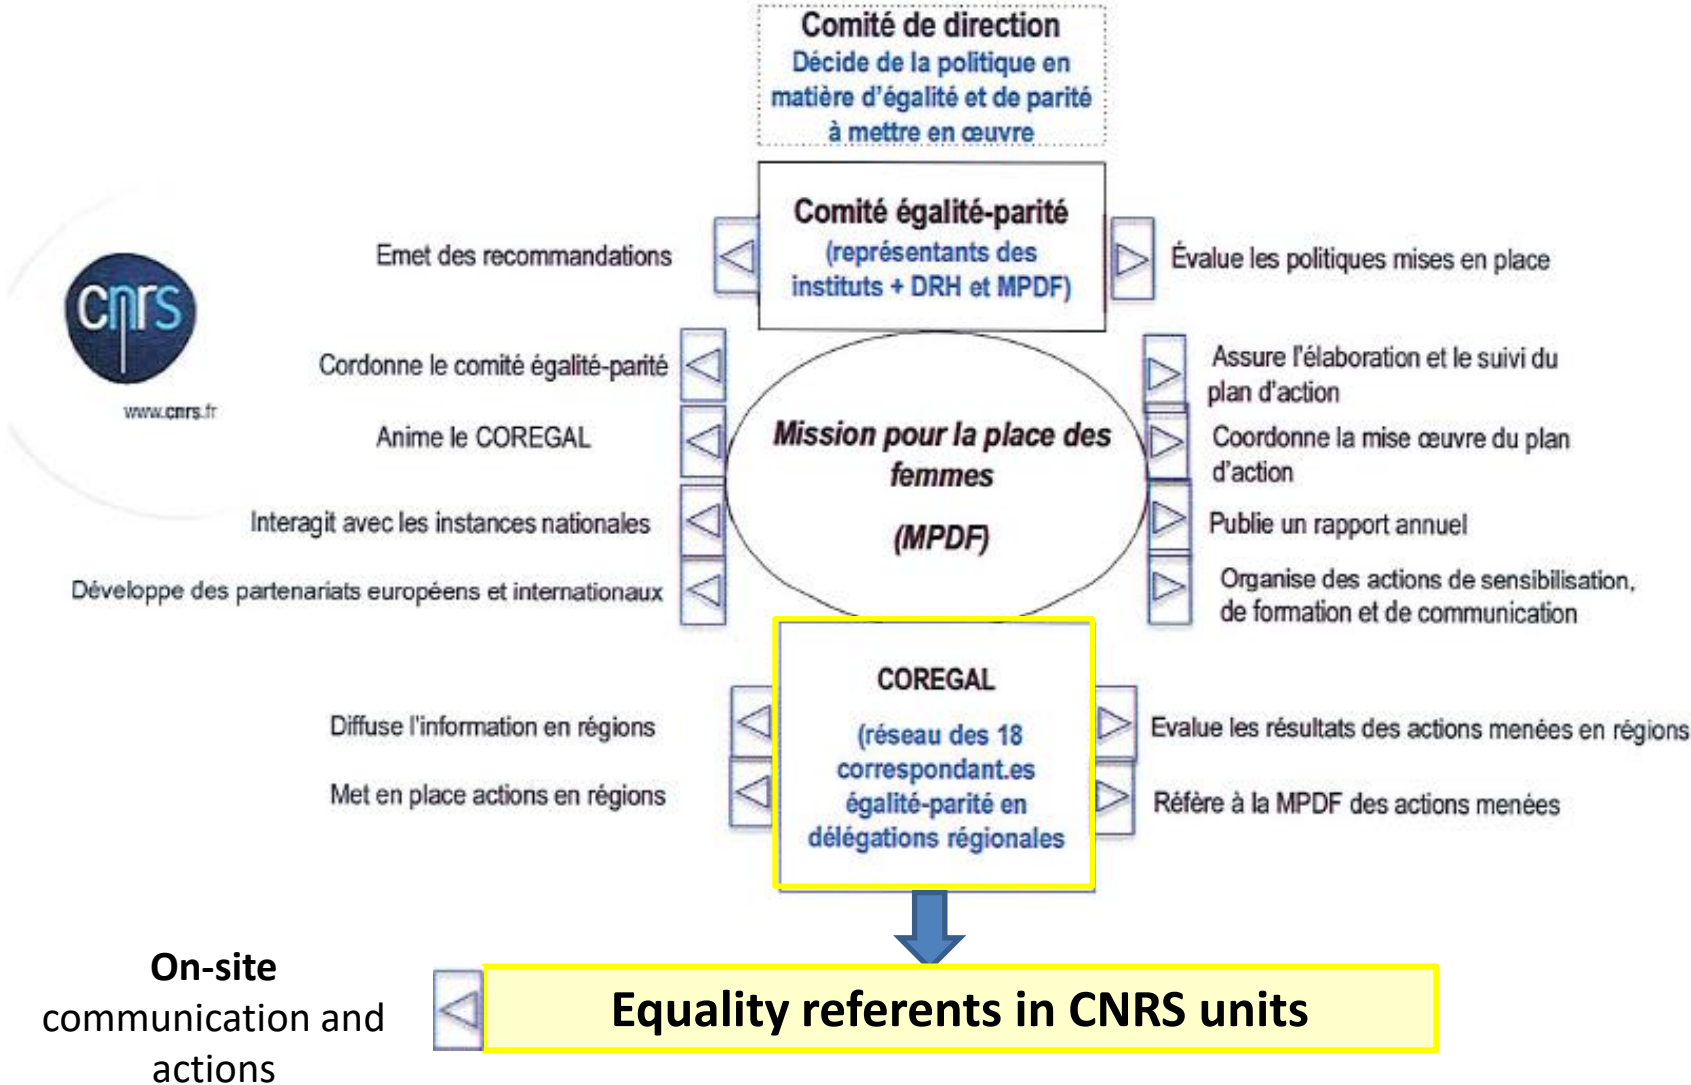 Comité de direction
Décide de la politique en
matière d'égalité et de parité
à mettre en œuvre
Comité égalité-parité
(représentants des
instituts + DRH et MPDF)
Emet des recommandations
Évalue les politiques mises en place
cnrs
www.cnrs.fr
Cordonne le comité égalité-parité
Anime le COREGAL
Interagit avec les instances nationales
Développe des partenariats européens et internationaux
Mission pour la place des
femmes
(MPDF)
Assure l'élaboration et le suivi du
plan d'action
Coordonne la mise œuvre du plan
d'action
Publie un rapport annuel
Organise des actions de sensibilisation,
de formation et de communication
COREGAL
(réseau des 18
correspondant.es
égalité-parité en
délégations régionales
Diffuse l'information en régions
Met en place actions en régions
Evalue les résultats des actions menées en régions
Réfère à la MPDF des actions menées
On-site
communication and
actions
Equality referents in CNRS units